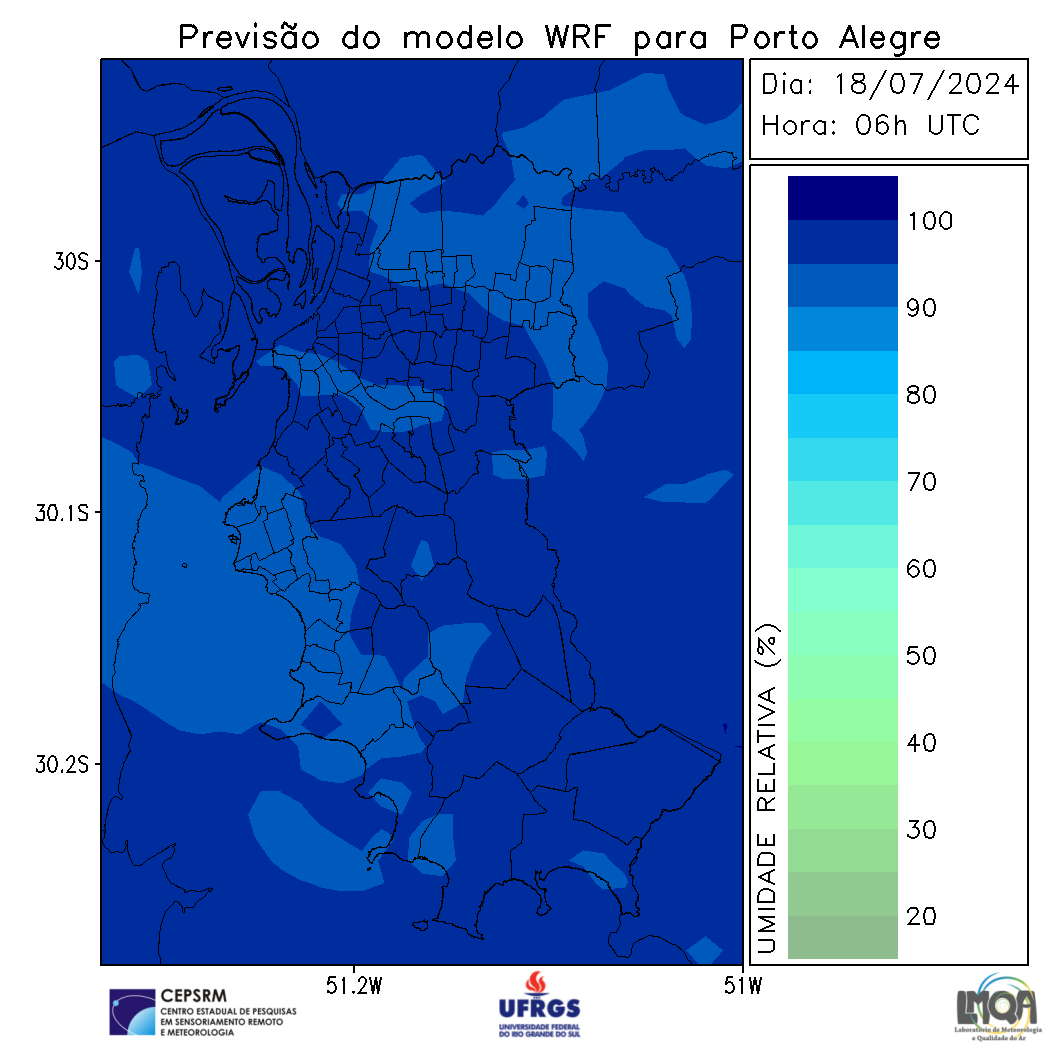 Previsão do modelo WRF para Porto Alegre
Dia: 18/07/2024
Hora: 06h UTC
100
90
80
70
60
50
40
30
20
UMIDADE RELATIVA (%)
30S
30.1S
30.2S
51.2W
51W
CEPSRM
CENTRO ESTADUAL DE PESQUISAS
EM SENSORIAMENTO REMOTO
E METEOROLOGIA
UFRGS
UNIVERSIDADE FEDERAL
DO RIO GRANDE DO SUL
LMQA
Laboratório de Meteorologia
e Qualidade do Ar